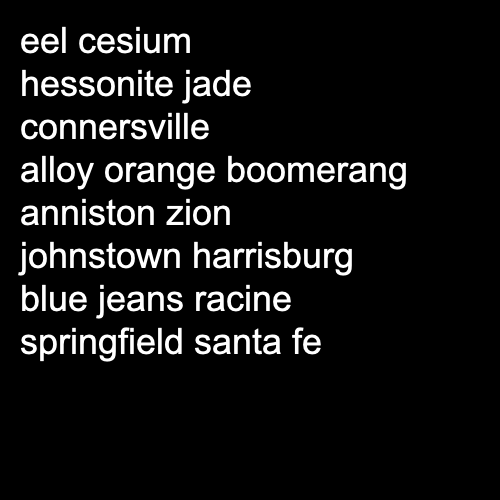 eel cesium
hessonite jade
connersville
alloy orange boomerang
anniston zion
johnstown harrisburg
blue jeans racine
springfield santa fe